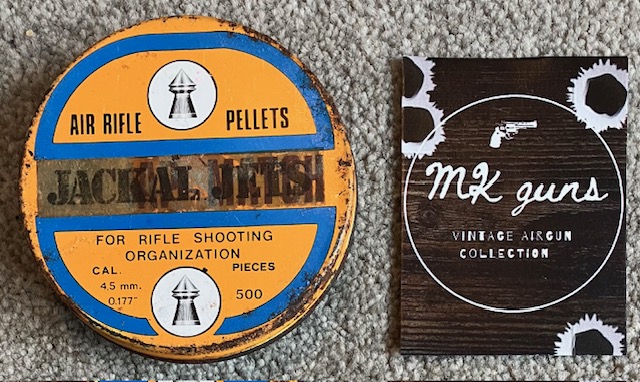 AIR RIFLE PELLETS
JACKAL JETS
FOR RIFLE SHOOTING
ORGANIZATION
CAL. PIECES
4,5 mm. 500
0.177"
MK guns
VINTAGE AIRGUN
COLLECTION